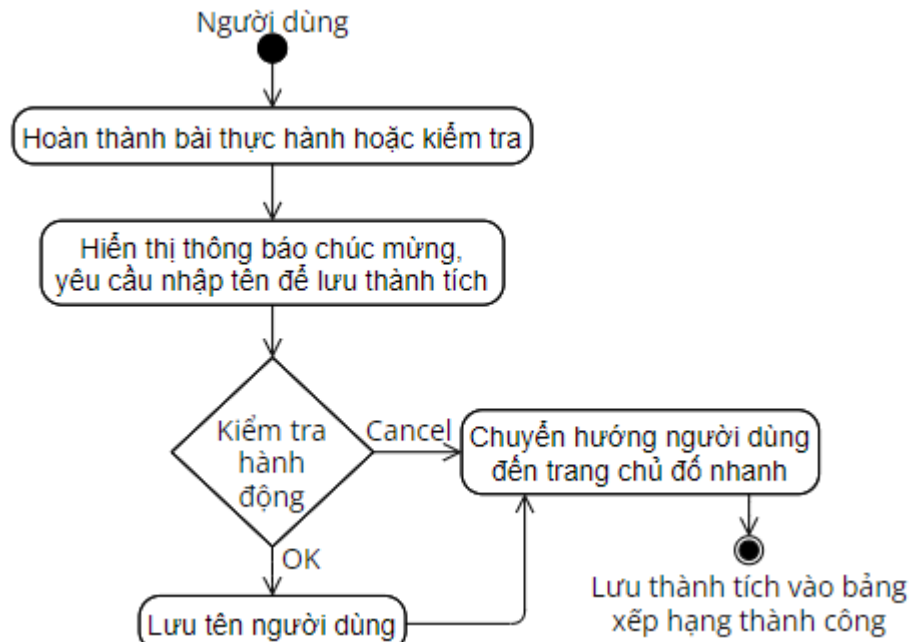 Người dùng
Hoàn thành bài thực hành hoặc kiểm tra
Hiển thị thông báo chúc mừng,
yêu cầu nhập tên để lưu thành tích
Kiểm tra
hành
động
Cancel
Chuyển hướng người dùng
đến trang chủ đố nhanh
OK
Lưu tên người dùng
Lưu thành tích vào bảng
xếp hạng thành công